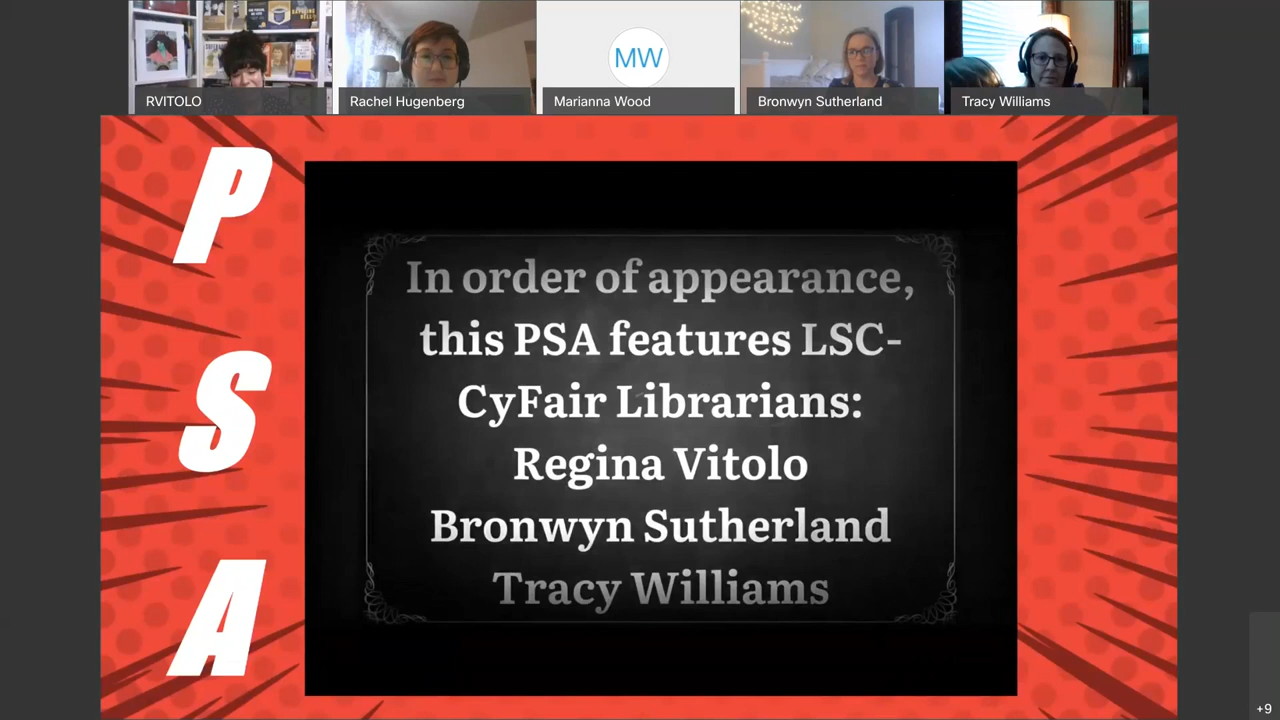 RVITOLO
Rachel Hugenberg
MW
Marianna Wood
Bronwyn Sutherland
Tracy Williams
P
S
A
In order of appearance,
this PSA features LSC-
CyFair Librarians:
Regina Vitolo
Bronwyn Sutherland
Tracy Williams
+9